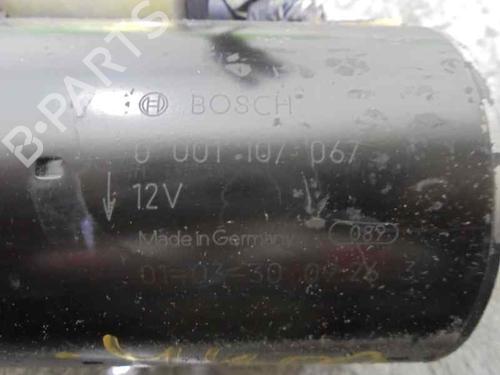 B-PARTS
BOSCH
0 001 107 067
12V
Made in Germany 089